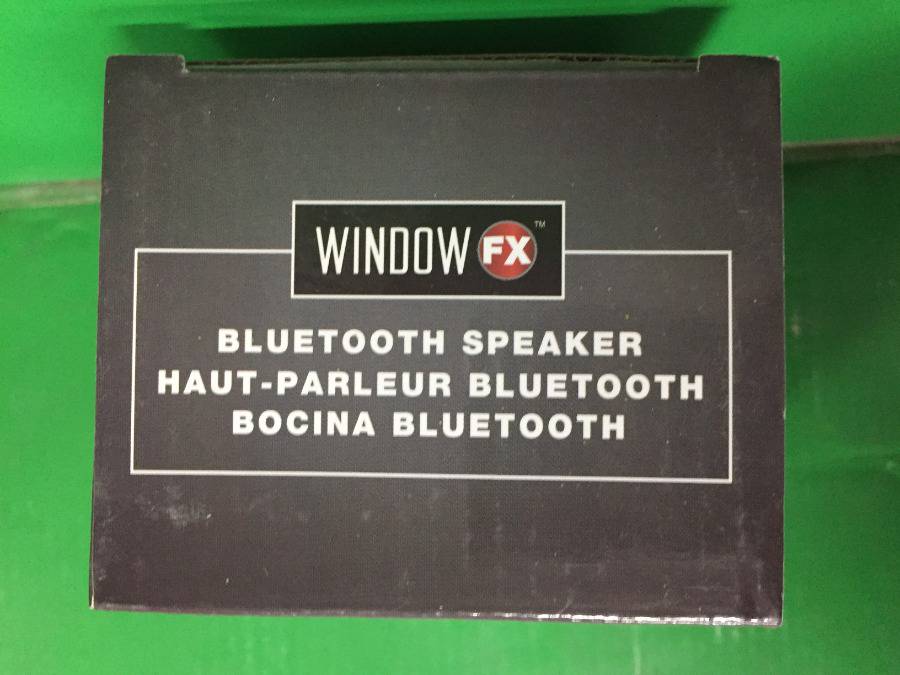 WINDOW FX™
BLUETOOTH SPEAKER
HAUT-PARLEUR BLUETOOTH
BOCINA BLUETOOTH